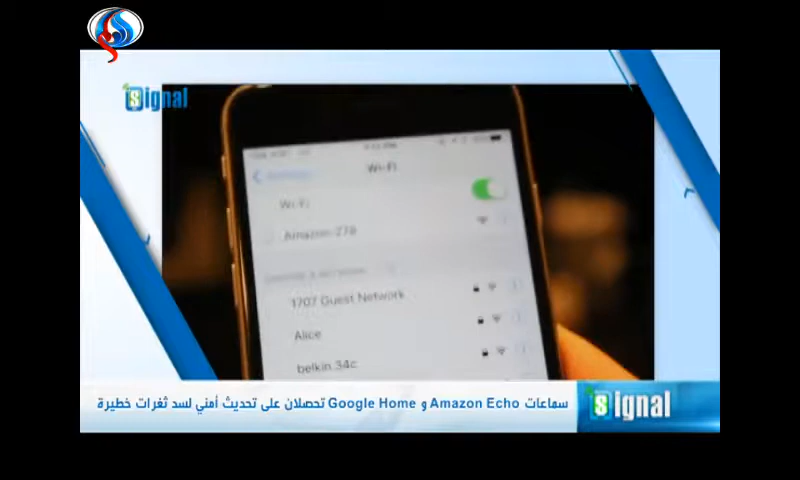 Signal
Wi-Fi
Wi-Fi
Amazon-278
1707 Guest Network
Alice
belkin.34c
سماعات Amazon Echo و Google Home تحصلان على تحديث أمني لسد ثغرات خطيرة
Signal